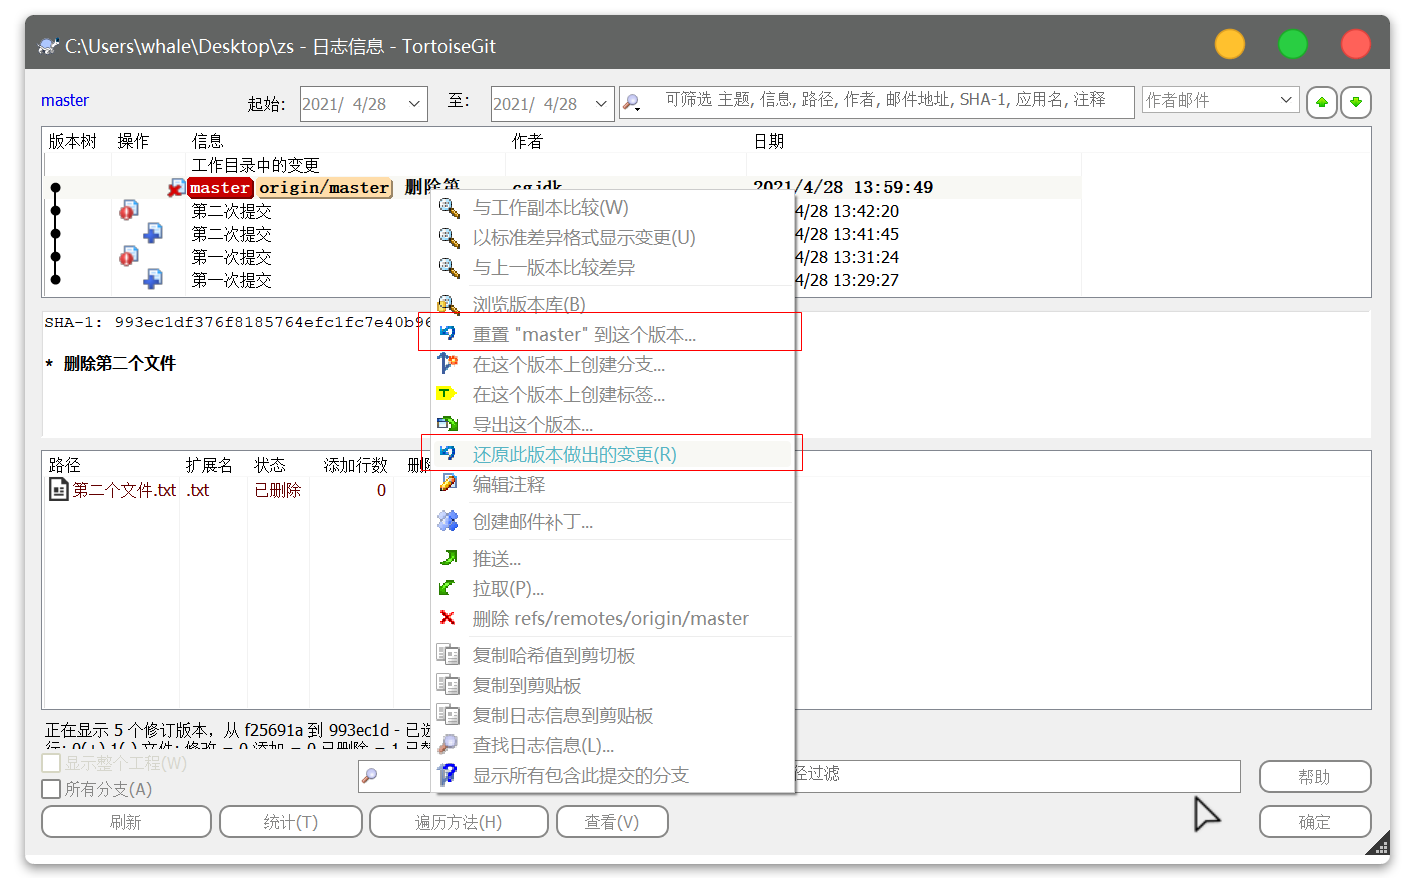 C:\Users\whale\Desktop\zs - 日志信息 - TortoiseGit
master
起始:
2021/ 4/28
至:
2021/ 4/28
可筛选 主题, 信息, 路径, 作者, 邮件地址, SHA-1, 应用名, 注释
作者邮件
版本树 操作 信息 作者 日期
工作目录中的变更
master origin/master 删除第 cgjdk 2021/4/28 13:59:49
第二次提交 4/28 13:42:20
第二次提交 4/28 13:41:45
第一次提交 4/28 13:31:24
第一次提交 4/28 13:29:27
与工作副本比较(W)
以标准差异格式显示变更(U)
与上一版本比较差异
浏览版本库(B)
重置 "master" 到这个版本...
在这个版本上创建分支...
在这个版本上创建标签...
导出这个版本...
还原此版本做出的变更(R)
编辑注释
创建邮件补丁...
推送...
拉取(P)...
删除 refs/remotes/origin/master
复制哈希值到剪切板
复制到剪贴板
复制日志信息到剪贴板
查找日志信息(L)...
显示所有包含此提交的分支
SHA-1: 993ec1df376f8185764efc1fc7e40b96
* 删除第二个文件
路径 扩展名 状态 添加行数 删
第二个文件.txt .txt 已删除 0
正在显示 5 个修订版本，从 f25691a 到 993ec1d - 已选
行: 0(+) 1(-) 文件: 修改 = 0 添加 = 0 已删除 = 1 已替
显示整个工程(W)
径过滤
帮助
所有分支(A)
刷新
统计(T)
遍历方法(H)
查看(V)
确定